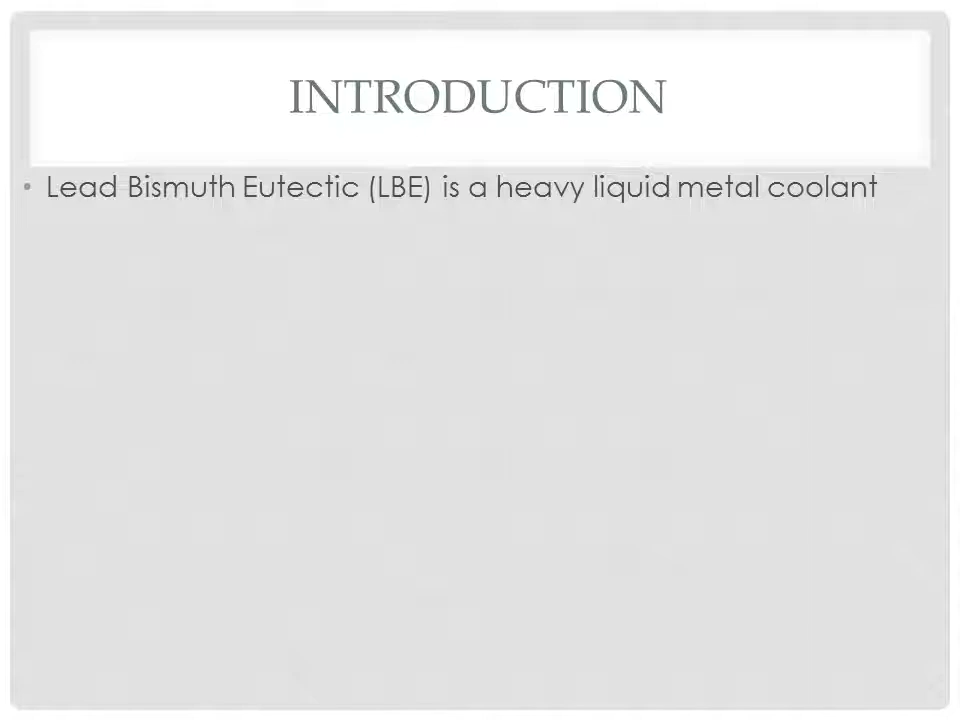 INTRODUCTION
• Lead Bismuth Eutectic (LBE) is a heavy liquid metal coolant